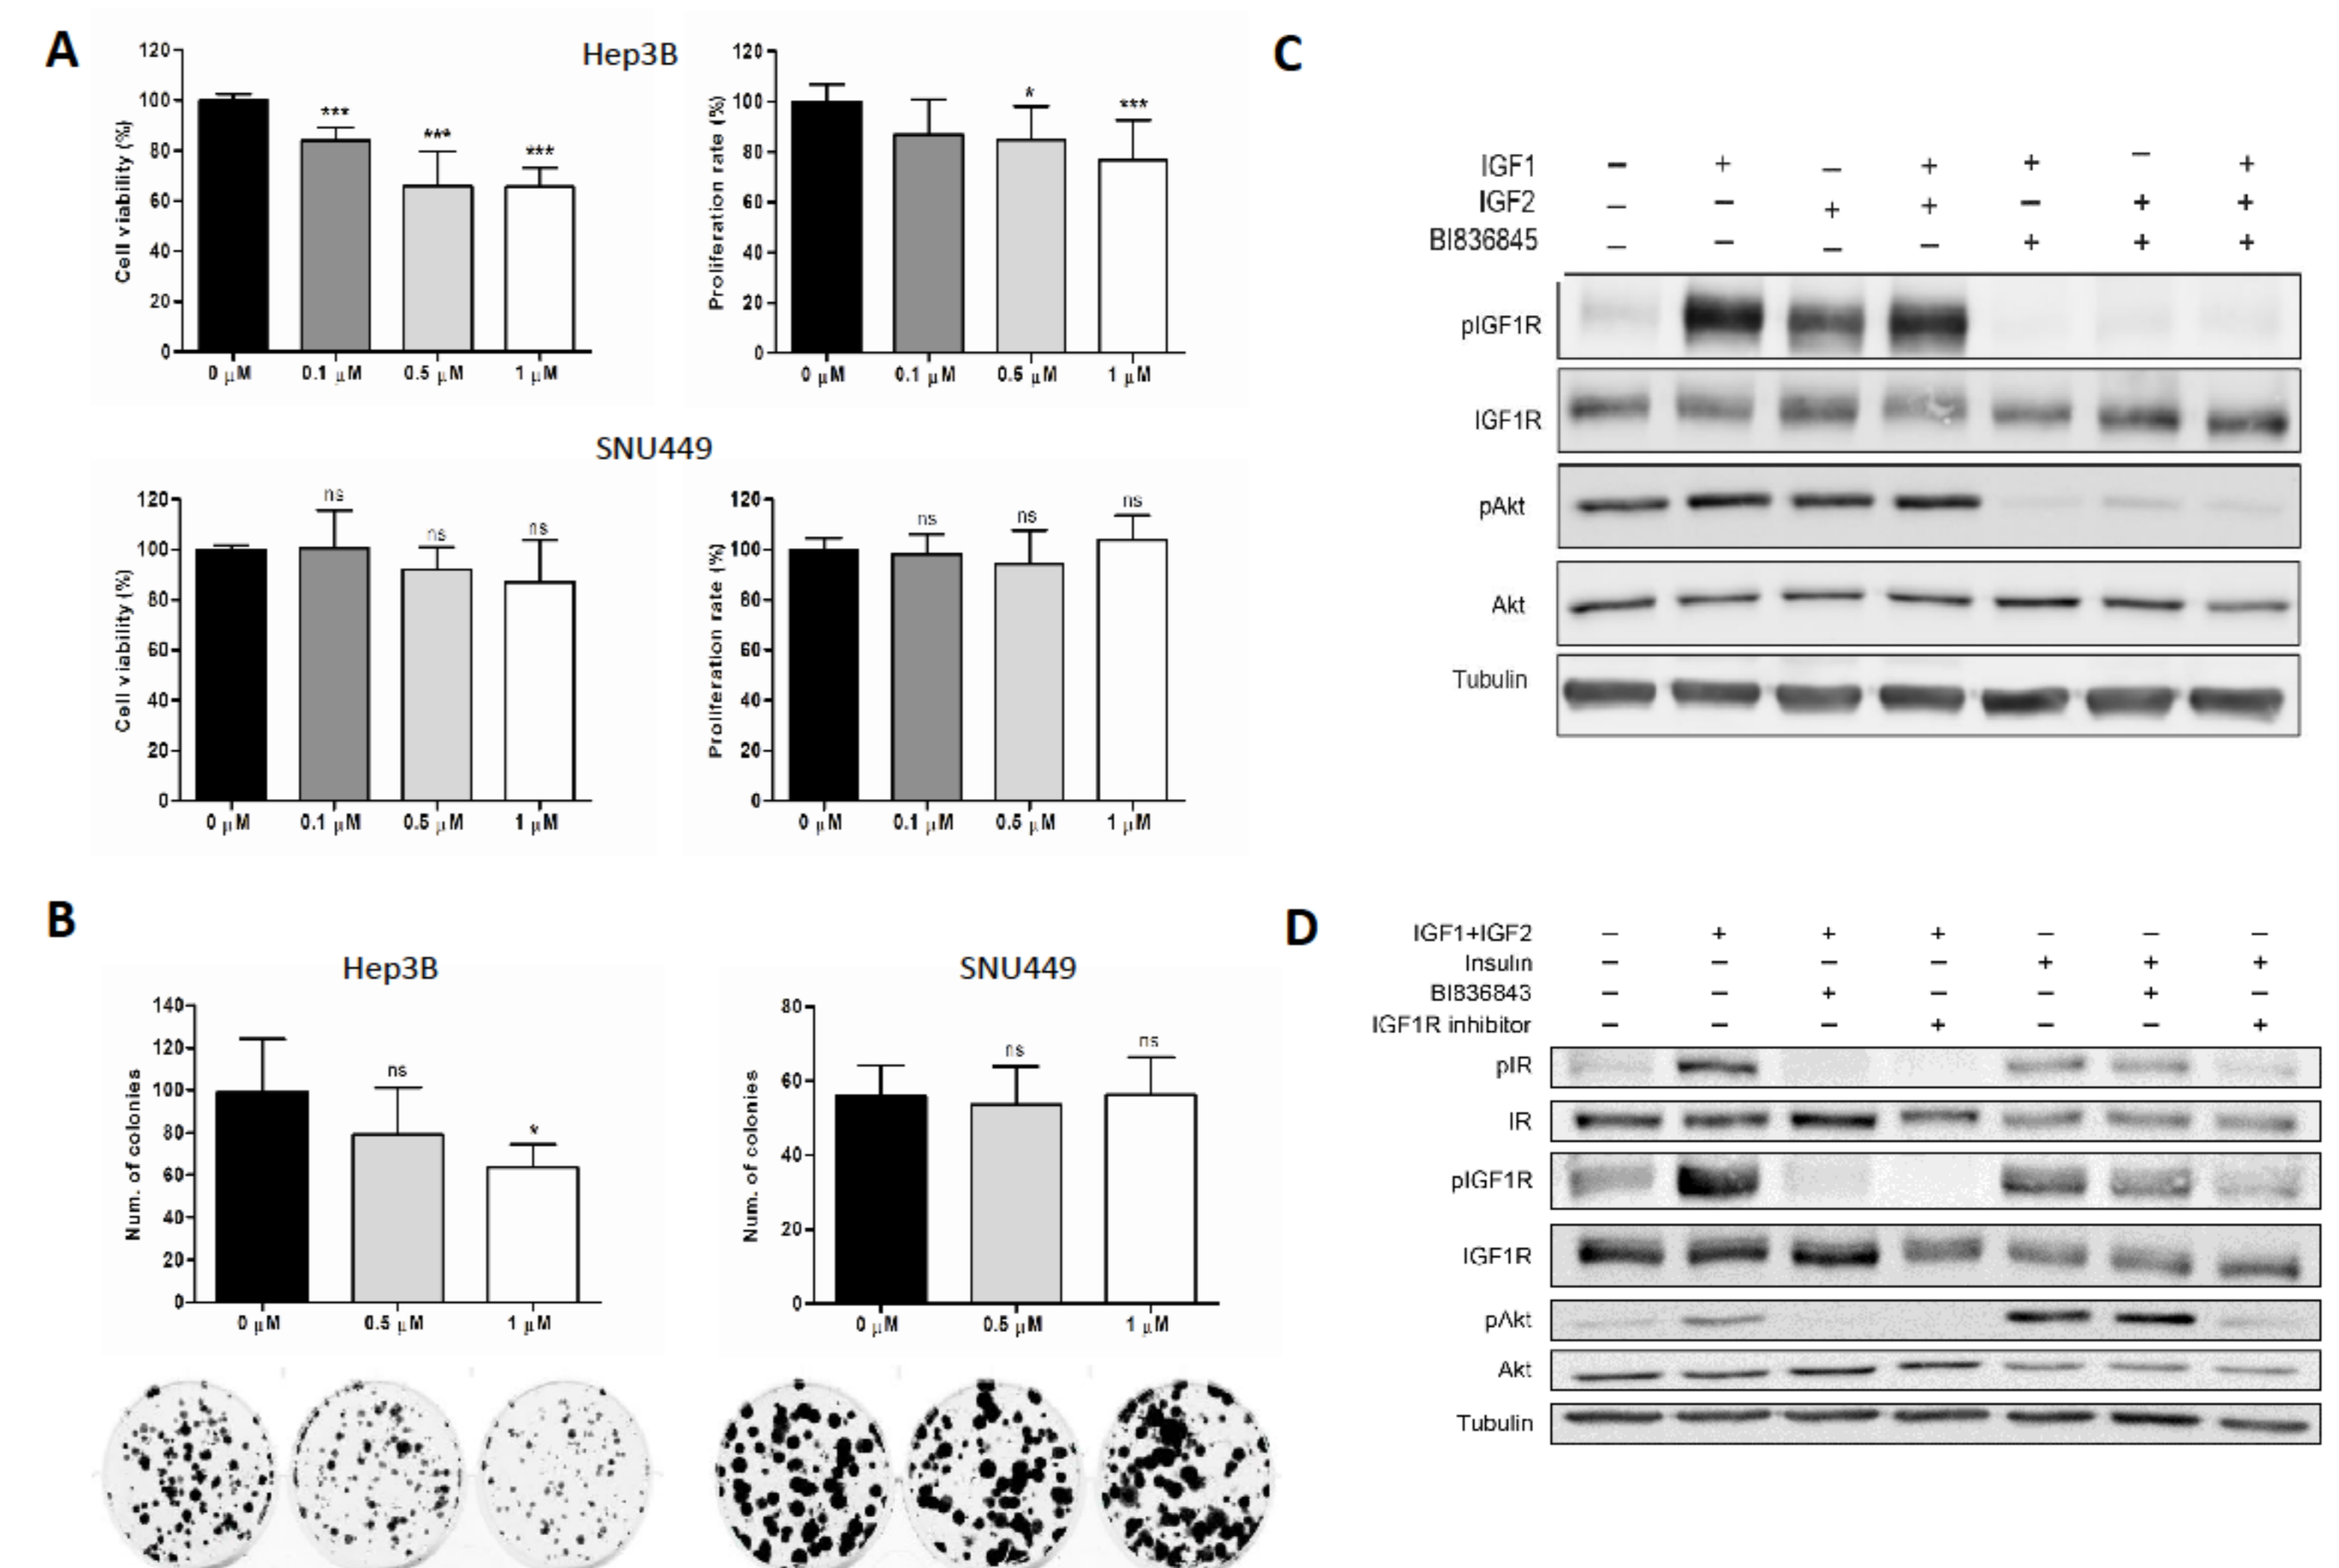 A
Hep3B
120
100
80
60
40
20
0
Cell viability (%)
***
***
***
0 μM 0.1 μM 0.5 μM 1 μM
120
100
80
60
40
20
0
Proliferation rate (%)
*
***
0 μM 0.1 μM 0.5 μM 1 μM
SNU449
120
100
80
60
40
20
0
Cell viability (%)
ns
ns
ns
0 μM 0.1 μM 0.5 μM 1 μM
120
100
80
60
40
20
0
Proliferation rate (%)
ns
ns
ns
0 μM 0.1 μM 0.5 μM 1 μM
B
Hep3B
140
120
100
80
60
40
20
0
Num. of colonies
ns
*
0 μM 0.5 μM 1 μM
SNU449
80
60
40
20
0
Num. of colonies
ns
ns
0 μM 0.5 μM 1 μM
C
IGF1 − + − + + − +
IGF2 − − + + − + +
BI836845 − − − − + + +
pIGF1R
IGF1R
pAkt
Akt
Tubulin
D
IGF1+IGF2 − + + + − − −
Insulin − − − − + + +
BI836843 − − + − − + −
IGF1R inhibitor − − − + − − +
pIR
IR
pIGF1R
IGF1R
pAkt
Akt
Tubulin